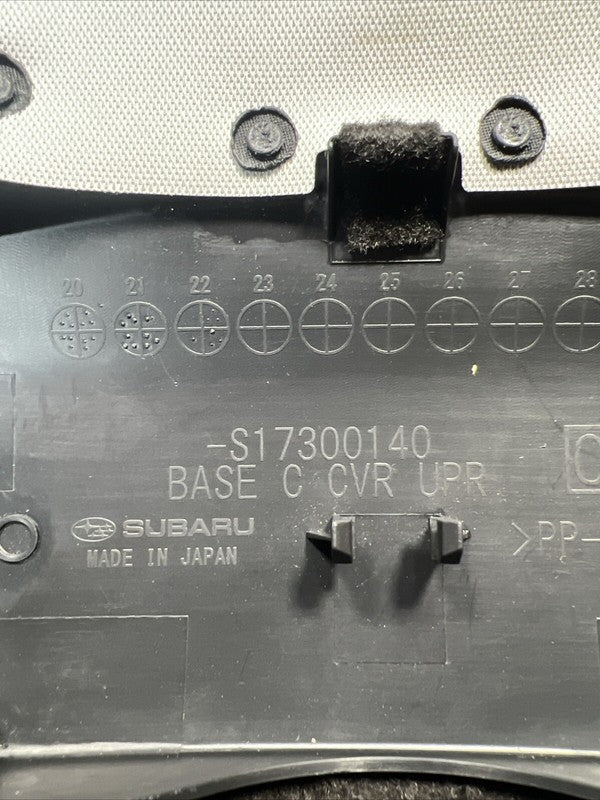 20 21 22 23 24 25 26 27 28
-S17300140
BASE C CVR UPR
SUBARU
MADE IN JAPAN
>PP-